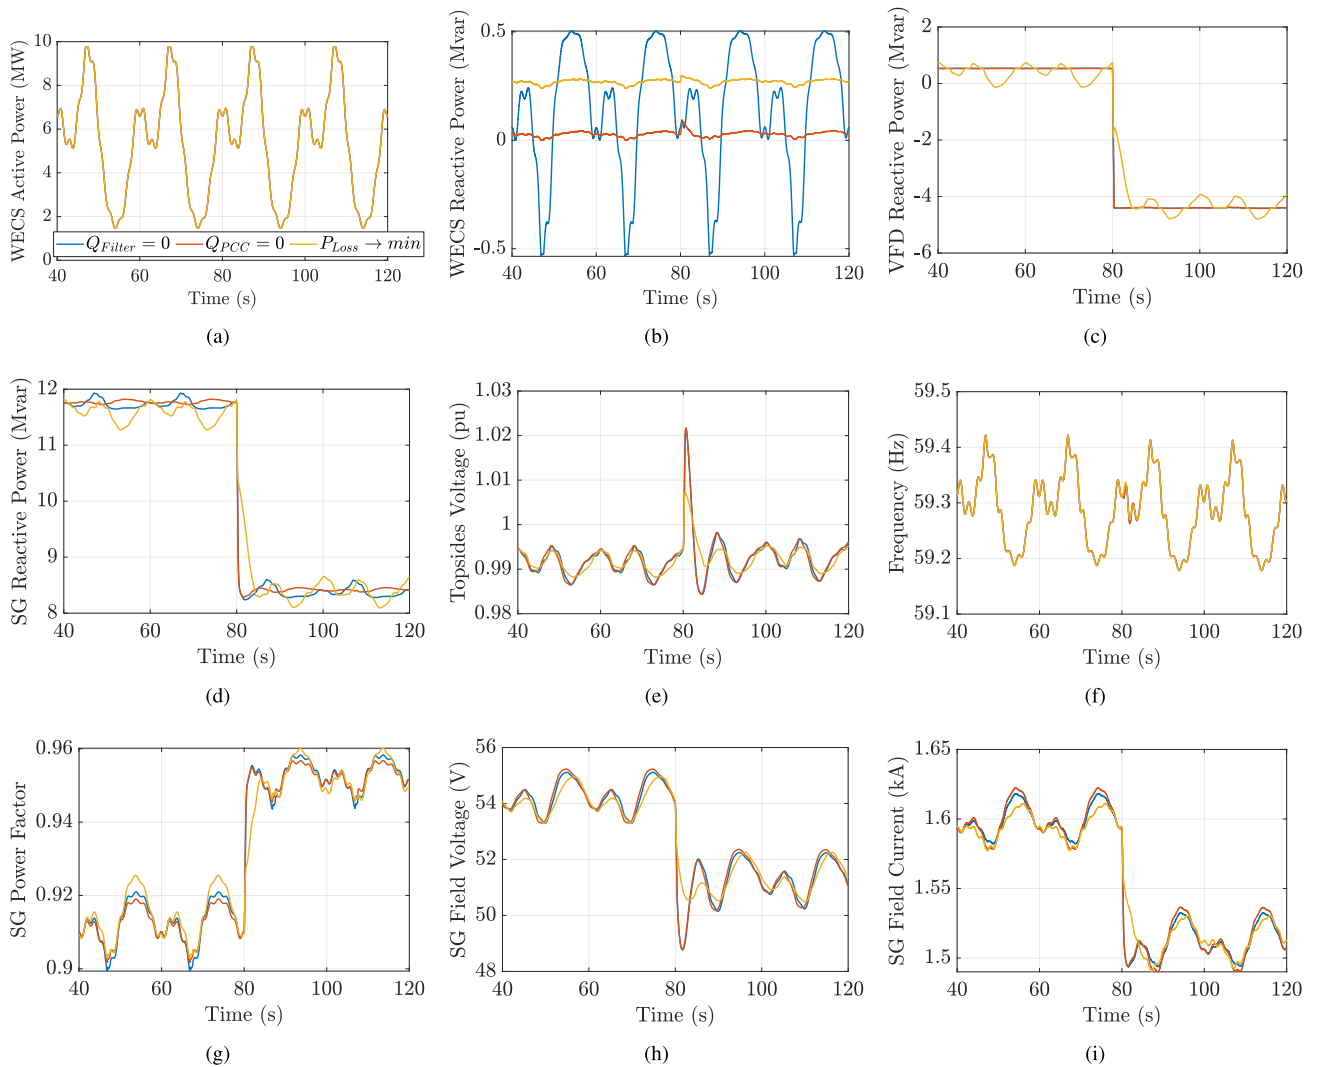 WECS Active Power (MW)
10
8
6
4
2
0
Q_Filter = 0 Q_PCC = 0 P_Loss → min
40 60 80 100 120
Time (s)
(a)
WECS Reactive Power (Mvar)
0.5
0
-0.5
40 60 80 100 120
Time (s)
(b)
VFD Reactive Power (Mvar)
2
0
-2
-4
-6
40 60 80 100 120
Time (s)
(c)
SG Reactive Power (Mvar)
12
11
10
9
8
40 60 80 100 120
Time (s)
(d)
Topsides Voltage (pu)
1.03
1.02
1.01
1
0.99
0.98
40 60 80 100 120
Time (s)
(e)
Frequency (Hz)
59.5
59.4
59.3
59.2
59.1
40 60 80 100 120
Time (s)
(f)
SG Power Factor
0.96
0.94
0.92
0.9
40 60 80 100 120
Time (s)
(g)
SG Field Voltage (V)
56
54
52
50
48
40 60 80 100 120
Time (s)
(h)
SG Field Current (kA)
1.65
1.6
1.55
1.5
40 60 80 100 120
Time (s)
(i)